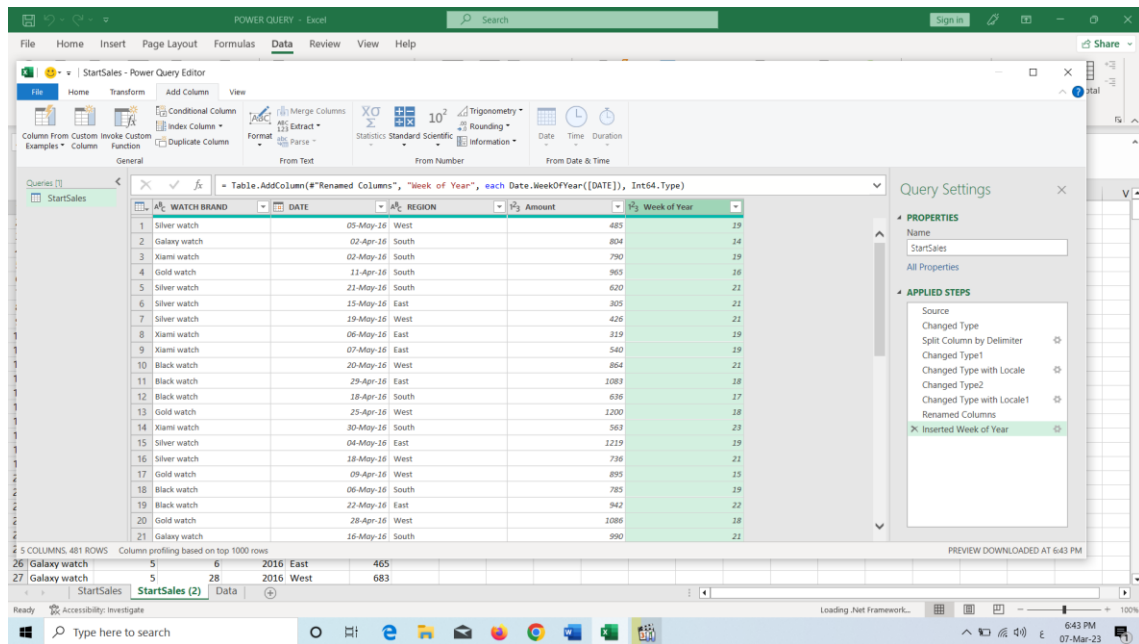 POWER QUERY - Excel
Search
Sign in
File Home Insert Page Layout Formulas Data Review View Help
Share
StartSales - Power Query Editor
File Home Transform Add Column View
Column From Examples
Custom Column
Invoke Custom Function
Conditional Column
Index Column
Duplicate Column
General
Format
Merge Columns
Extract
Parse
From Text
Statistics
Standard
Scientific
Trigonometry
Rounding
Information
From Number
Date
Time
Duration
From Date & Time
Queries [1]
StartSales
= Table.AddColumn(#"Renamed Columns", "Week of Year", each Date.WeekOfYear([DATE]), Int64.Type)
WATCH BRAND DATE REGION Amount Week of Year
1 Silver watch 05-May-16 West 485 19
2 Galaxy watch 02-Apr-16 South 804 14
3 Xiami watch 02-May-16 South 790 19
4 Gold watch 11-Apr-16 South 965 16
5 Silver watch 21-May-16 South 620 21
6 Silver watch 15-May-16 East 305 21
7 Silver watch 19-May-16 West 426 21
8 Xiami watch 06-May-16 East 319 19
9 Xiami watch 07-May-16 East 540 19
10 Black watch 20-May-16 West 864 21
11 Black watch 29-Apr-16 East 1083 18
12 Black watch 18-Apr-16 South 636 17
13 Gold watch 25-Apr-16 West 1200 18
14 Xiami watch 30-May-16 South 563 23
15 Silver watch 04-May-16 East 1219 19
16 Silver watch 18-May-16 West 736 21
17 Gold watch 09-Apr-16 West 895 15
18 Black watch 06-May-16 South 785 19
19 Black watch 22-May-16 East 942 22
20 Gold watch 28-Apr-16 West 1086 18
21 Galaxy watch 16-May-16 South 990 21
Query Settings
PROPERTIES
Name
StartSales
All Properties
APPLIED STEPS
Source
Changed Type
Split Column by Delimiter
Changed Type1
Changed Type with Locale
Changed Type2
Changed Type with Locale1
Renamed Columns
Inserted Week of Year
5 COLUMNS, 481 ROWS Column profiling based on top 1000 rows
PREVIEW DOWNLOADED AT 6:43 PM
26 Galaxy watch 5 6 2016 East 465
27 Galaxy watch 5 28 2016 West 683
StartSales StartSales (2) Data
Ready Accessibility: Investigate
Loading .Net Framework... 100%
Type here to search
6:43 PM
07-Mar-23